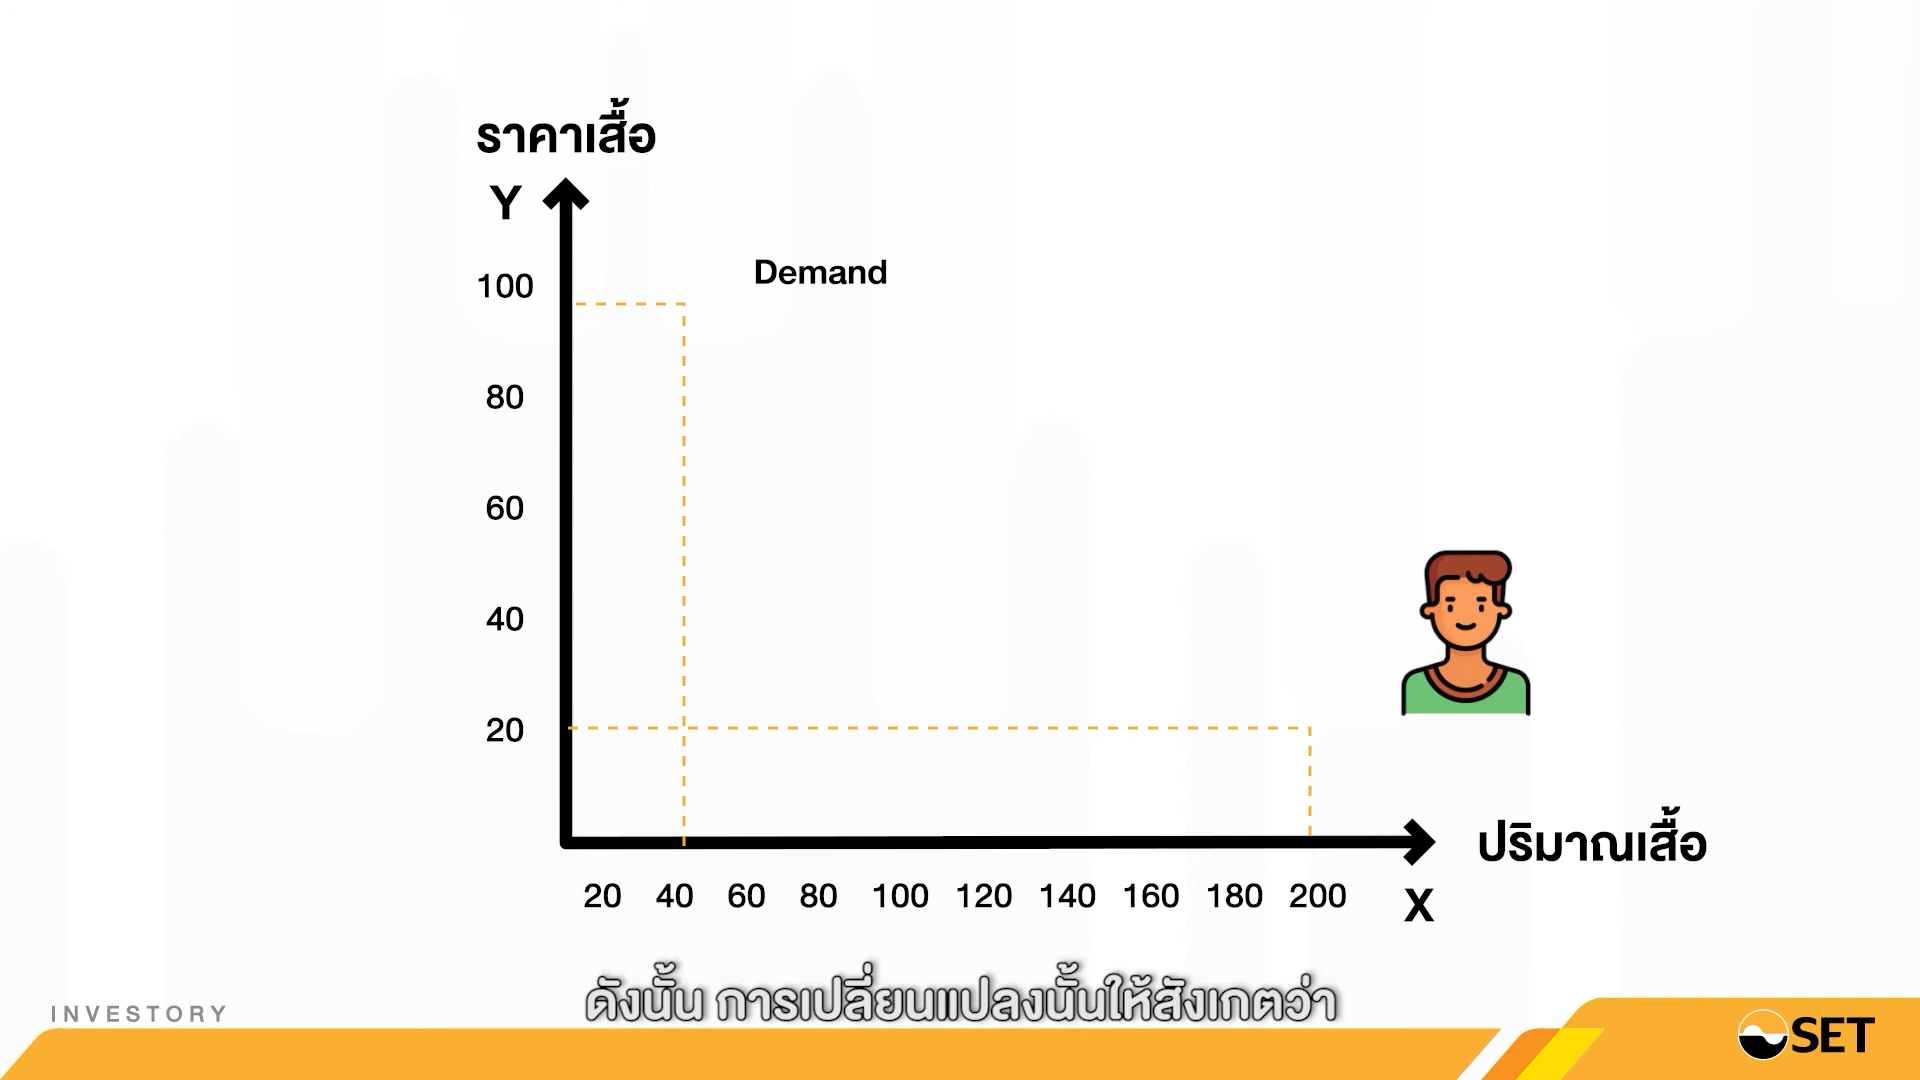 ราคาเสื้อ
Y
Demand
100
80
60
40
20
ปริมาณเสื้อ
20 40 60 80 100 120 140 160 180 200 X
ดังนั้น การเปลี่ยนแปลงนั้นให้สังเกตว่า
INVESTORY
SET